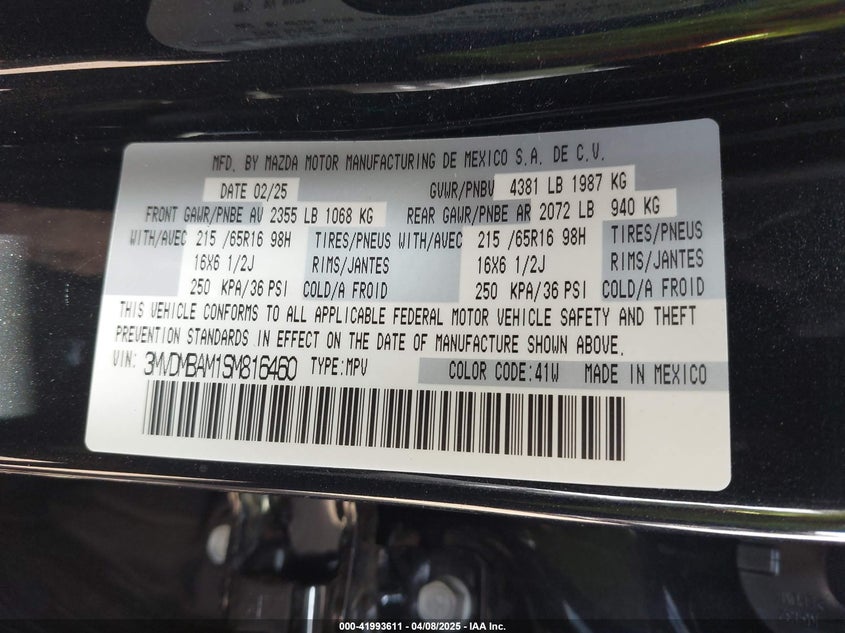 MFD. BY MAZDA MOTOR MANUFACTURING DE MEXICO S.A. DE C.V.
DATE 02/25 GVWR/PNBV 4381 LB 1987 KG
FRONT GAWR/PNBE AV 2355 LB 1068 KG REAR GAWR/PNBE AR 2072 LB 940 KG
WITH/AVEC 215 /65R16 98H TIRES/PNEUS WITH/AVEC 215 /65R16 98H TIRES/PNEUS
16X6 1/2J RIMS/JANTES 16X6 1/2J RIMS/JANTES
250 KPA/36 PSI COLD/A FROID 250 KPA/36 PSI COLD/A FROID
THIS VEHICLE CONFORMS TO ALL APPLICABLE FEDERAL MOTOR VEHICLE SAFETY AND THEFT
PREVENTION STANDARDS IN EFFECT ON THE DATE OF MANUFACTURE SHOWN ABOVE.
VIN: 3MVDMBAM1SM816460 TYPE:MPV COLOR CODE:41W MADE IN MEXICO
000-41993611 - 04/08/2025 - IAA Inc.